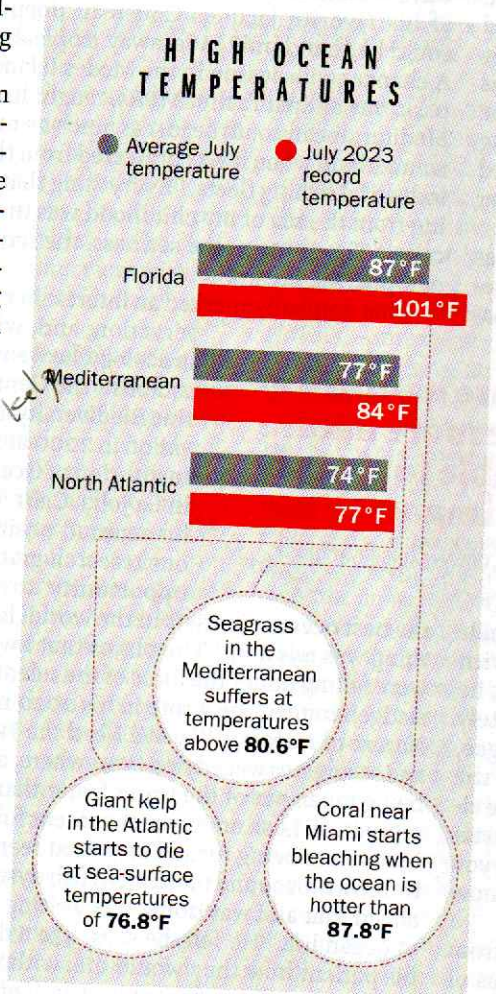 HIGH OCEAN
TEMPERATURES
Average July
temperature
July 2023
record
temperature
Florida
87°F
101°F
kelp
Mediterranean
77°F
84°F
North Atlantic
74°F
77°F
Seagrass
in the
Mediterranean
suffers at
temperatures
above 80.6°F
Giant kelp
in the Atlantic
starts to die
at sea-surface
temperatures
of 76.8°F
Coral near
Miami starts
bleaching when
the ocean is
hotter than
87.8°F